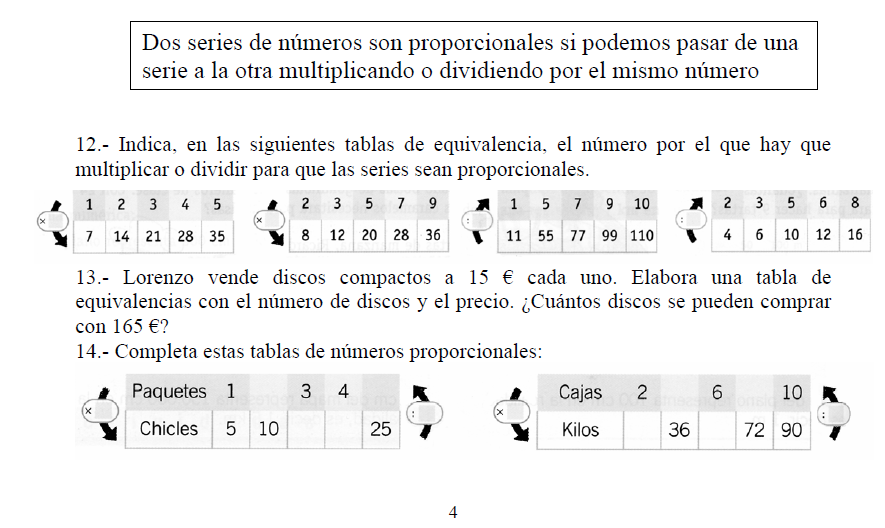 Dos series de números son proporcionales si podemos pasar de una
serie a la otra multiplicando o dividiendo por el mismo número
12.- Indica, en las siguientes tablas de equivalencia, el número por el que hay que
multiplicar o dividir para que las series sean proporcionales.
× 1 2 3 4 5
7 14 21 28 35
× 2 3 5 7 9
8 12 20 28 36
: 1 5 7 9 10
11 55 77 99 110
: 2 3 5 6 8
4 6 10 12 16
13.- Lorenzo vende discos compactos a 15 € cada uno. Elabora una tabla de
equivalencias con el número de discos y el precio. ¿Cuántos discos se pueden comprar
con 165 €?
14.- Completa estas tablas de números proporcionales:
Paquetes 1 3 4
× :
Chicles 5 10 25
Cajas 2 6 10
× :
Kilos 36 72 90
4